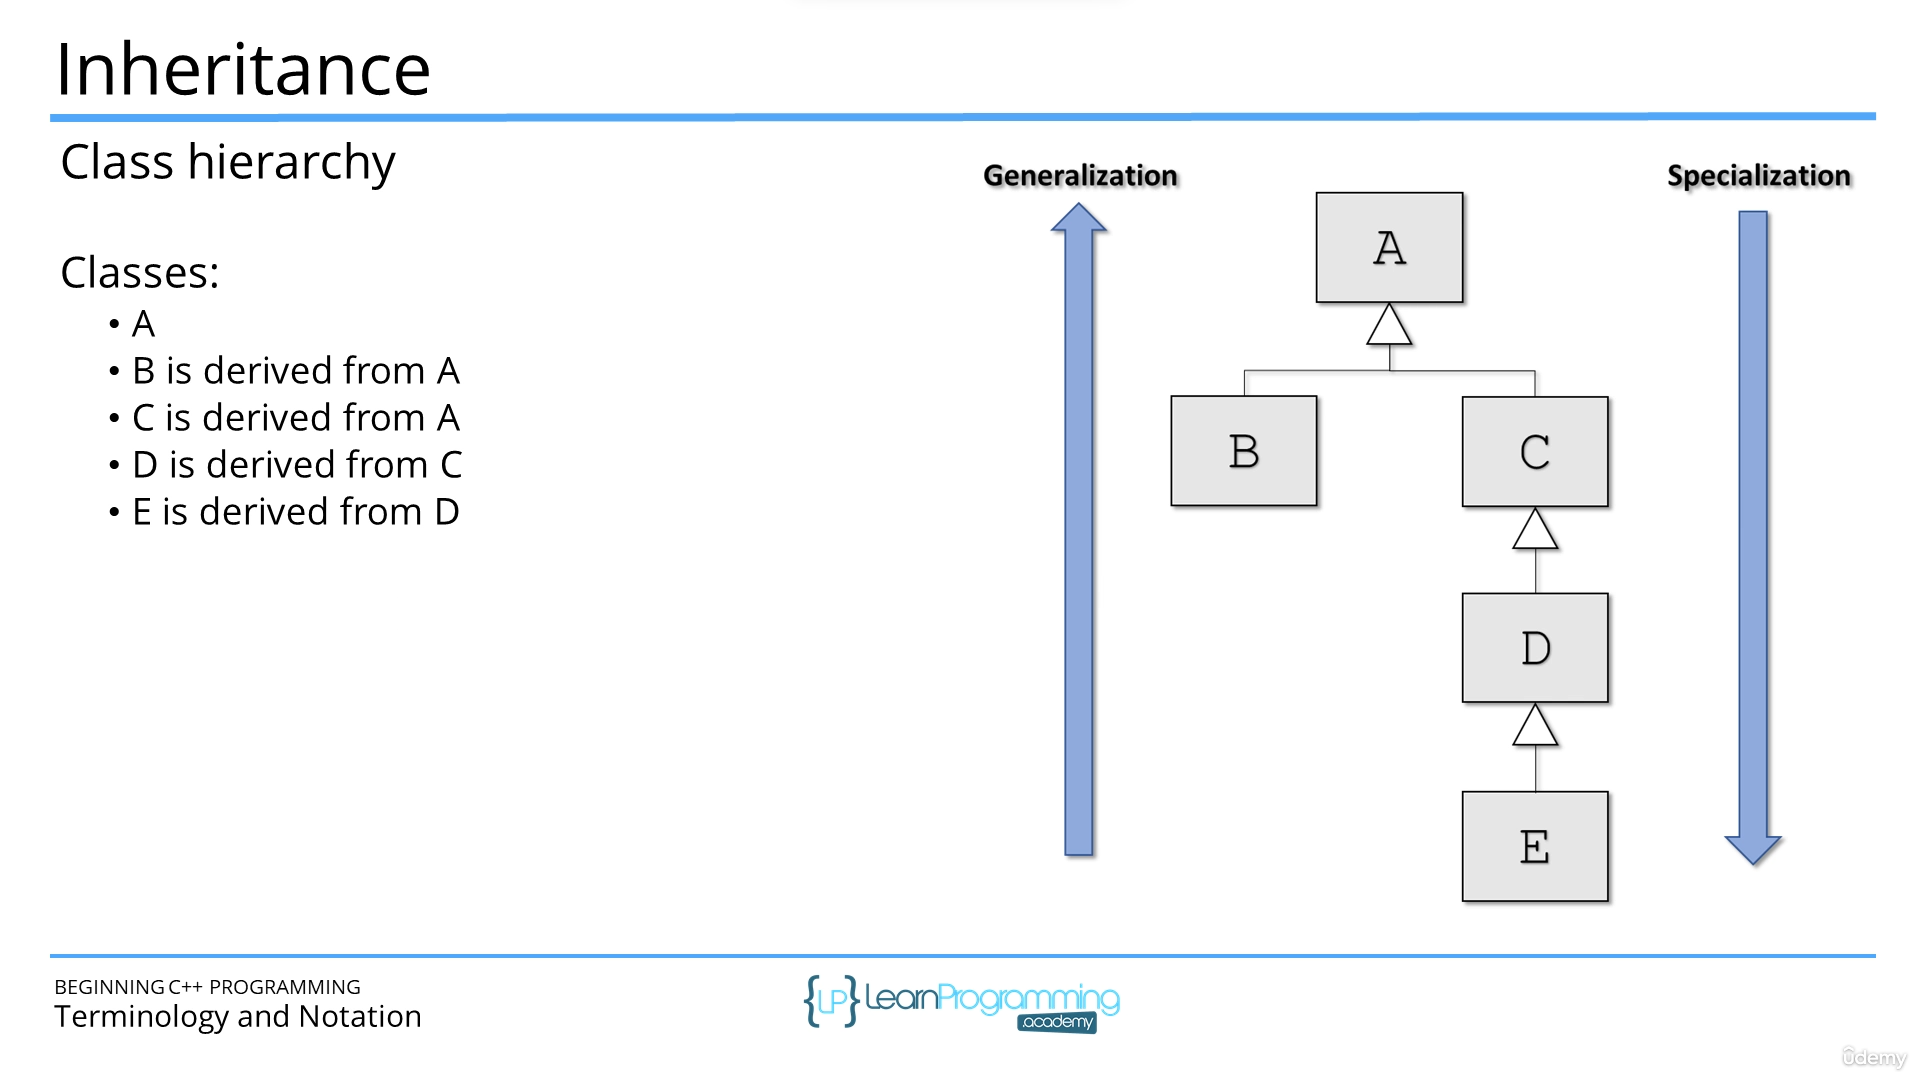 Inheritance
Class hierarchy
Classes:
• A
• B is derived from A
• C is derived from A
• D is derived from C
• E is derived from D
Generalization
Specialization
A
B
C
D
E
BEGINNING C++ PROGRAMMING
Terminology and Notation
{LP} LearnProgramming
.academy
ûdemy